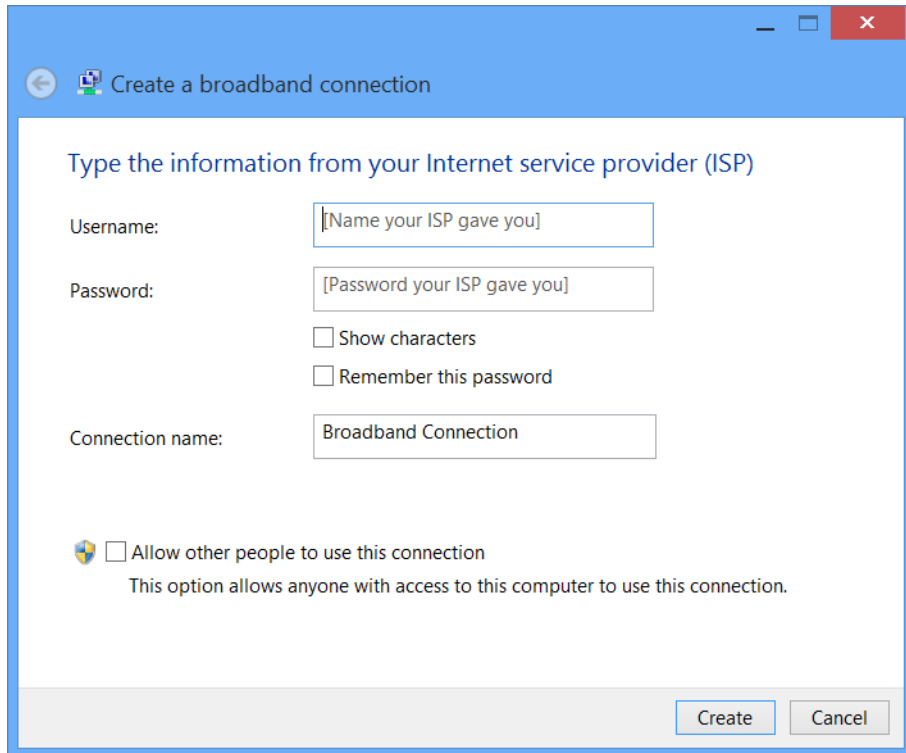 Create a broadband connection
Type the information from your Internet service provider (ISP)
Username: [Name your ISP gave you]
Password: [Password your ISP gave you]
Show characters
Remember this password
Connection name: Broadband Connection
Allow other people to use this connection
This option allows anyone with access to this computer to use this connection.
Create Cancel